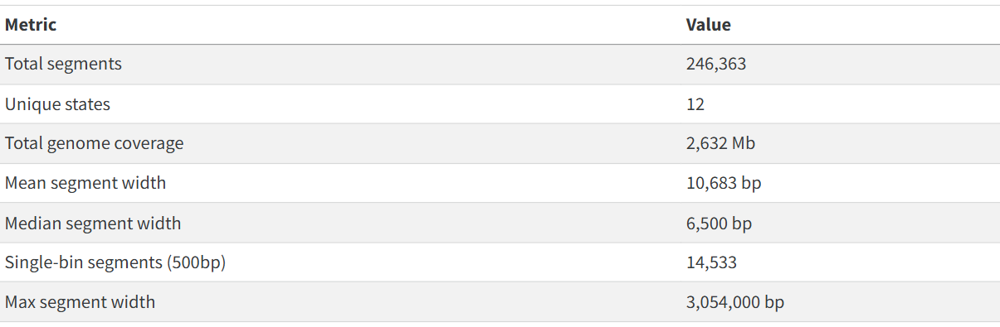 Metric Value
Total segments 246,363
Unique states 12
Total genome coverage 2,632 Mb
Mean segment width 10,683 bp
Median segment width 6,500 bp
Single-bin segments (500bp) 14,533
Max segment width 3,054,000 bp